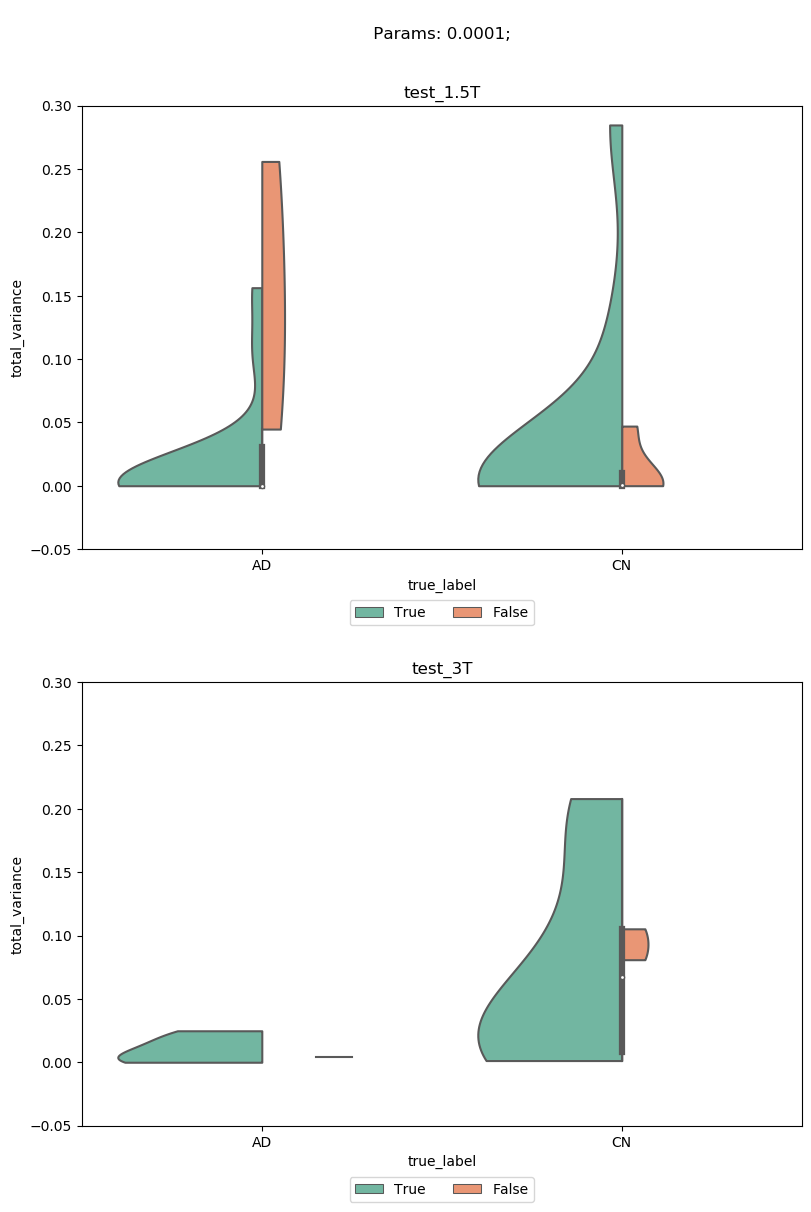 Params: 0.0001;
test_1.5T
0.30
0.25
0.20
0.15
0.10
0.05
0.00
−0.05
total_variance
AD CN
true_label
True False
test_3T
0.30
0.25
0.20
0.15
0.10
0.05
0.00
−0.05
total_variance
AD CN
true_label
True False